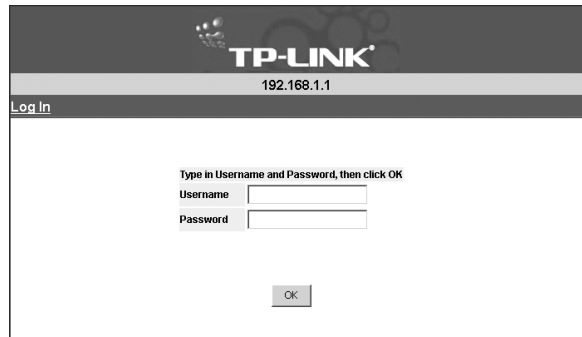 TP-LINK®
192.168.1.1
Log In
Type in Username and Password, then click OK
Username
Password
OK